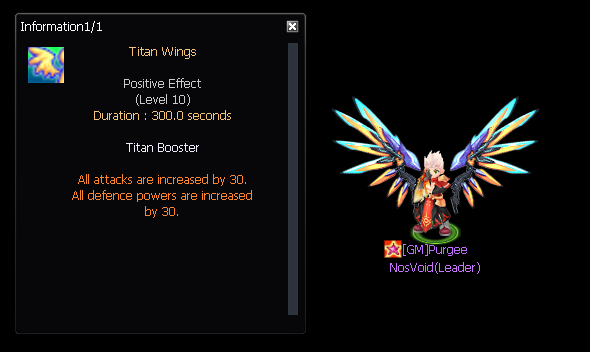 Information1/1
Titan Wings
Positive Effect
(Level 10)
Duration : 300.0 seconds
Titan Booster
All attacks are increased by 30.
All defence powers are increased
by 30.
[GM]Purgee
NosVoid(Leader)